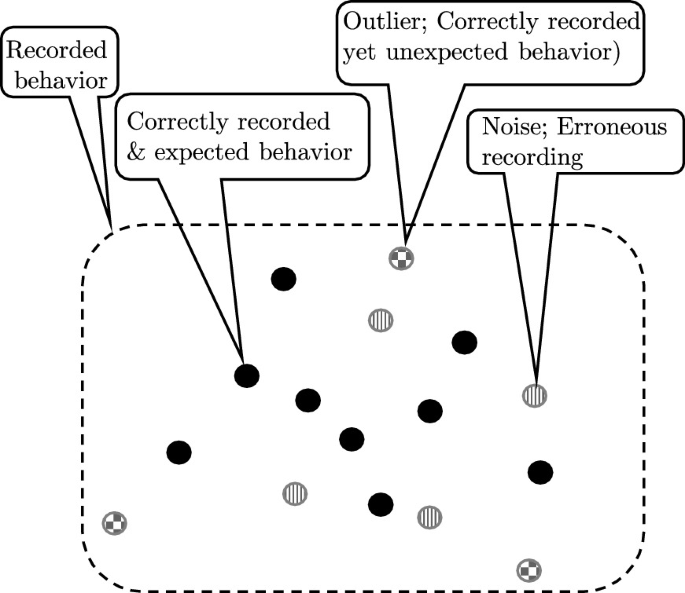 Recorded
behavior
Outlier; Correctly recorded
yet unexpected behavior)
Correctly recorded
& expected behavior
Noise; Erroneous
recording